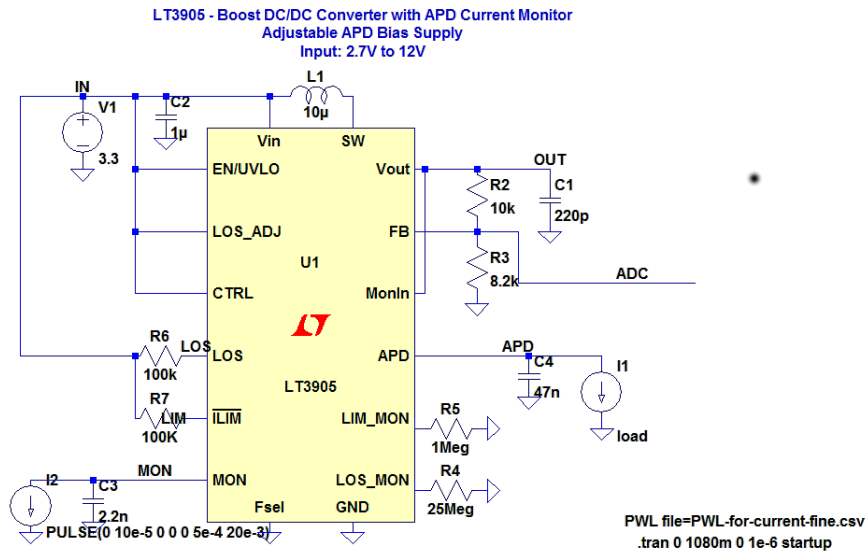 LT3905 - Boost DC/DC Converter with APD Current Monitor
Adjustable APD Bias Supply
Input: 2.7V to 12V
IN
V1
3.3
C2
1µ
L1
10µ
Vin
SW
EN/UVLO
Vout
OUT
R2
10k
C1
220p
LOS_ADJ
FB
U1
R3
8.2k
ADC
CTRL
MonIn
R6
100k
LOS
LOS
APD
APD
C4
47n
I1
load
LT3905
R7
100K
LIM
ILIM
LIM_MON
R5
1Meg
MON
MON
LOS_MON
R4
25Meg
I2
C3
2.2n
Fsel
GND
PULSE(0 10e-5 0 0 0 5e-4 20e-3)
PWL file=PWL-for-current-fine.csv
.tran 0 1080m 0 1e-6 startup